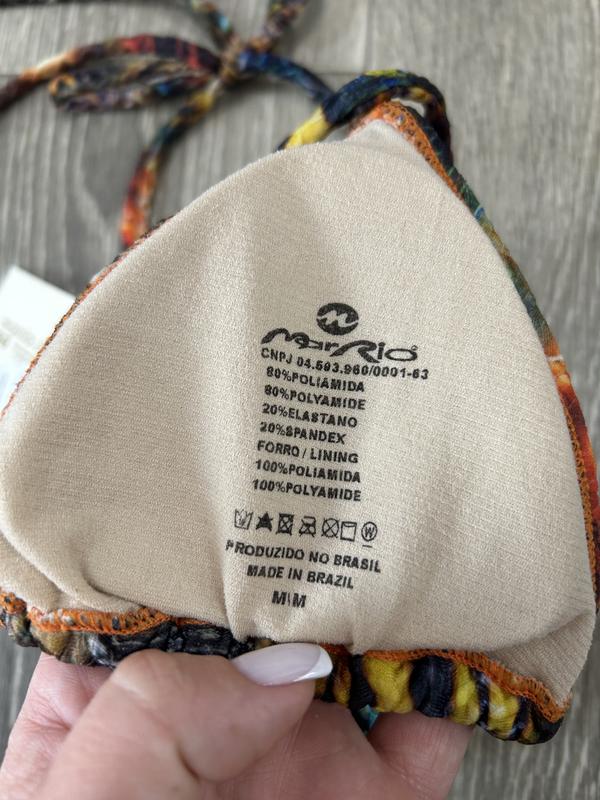 MarRio
CNPJ 04.593.960/0001-63
80%POLIAMIDA
80%POLYAMIDE
20%ELASTANO
20%SPANDEX
FORRO / LINING
100%POLIAMIDA
100%POLYAMIDE
W
PRODUZIDO NO BRASIL
MADE IN BRAZIL
M\M